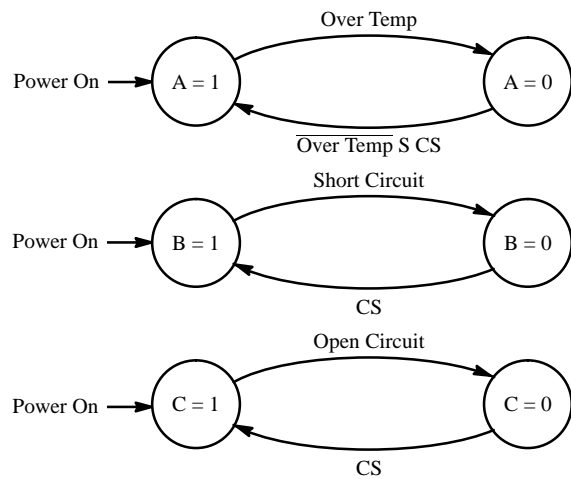 Over Temp
Power On
A = 1
A = 0
Over Temp S CS
Short Circuit
Power On
B = 1
B = 0
CS
Open Circuit
Power On
C = 1
C = 0
CS